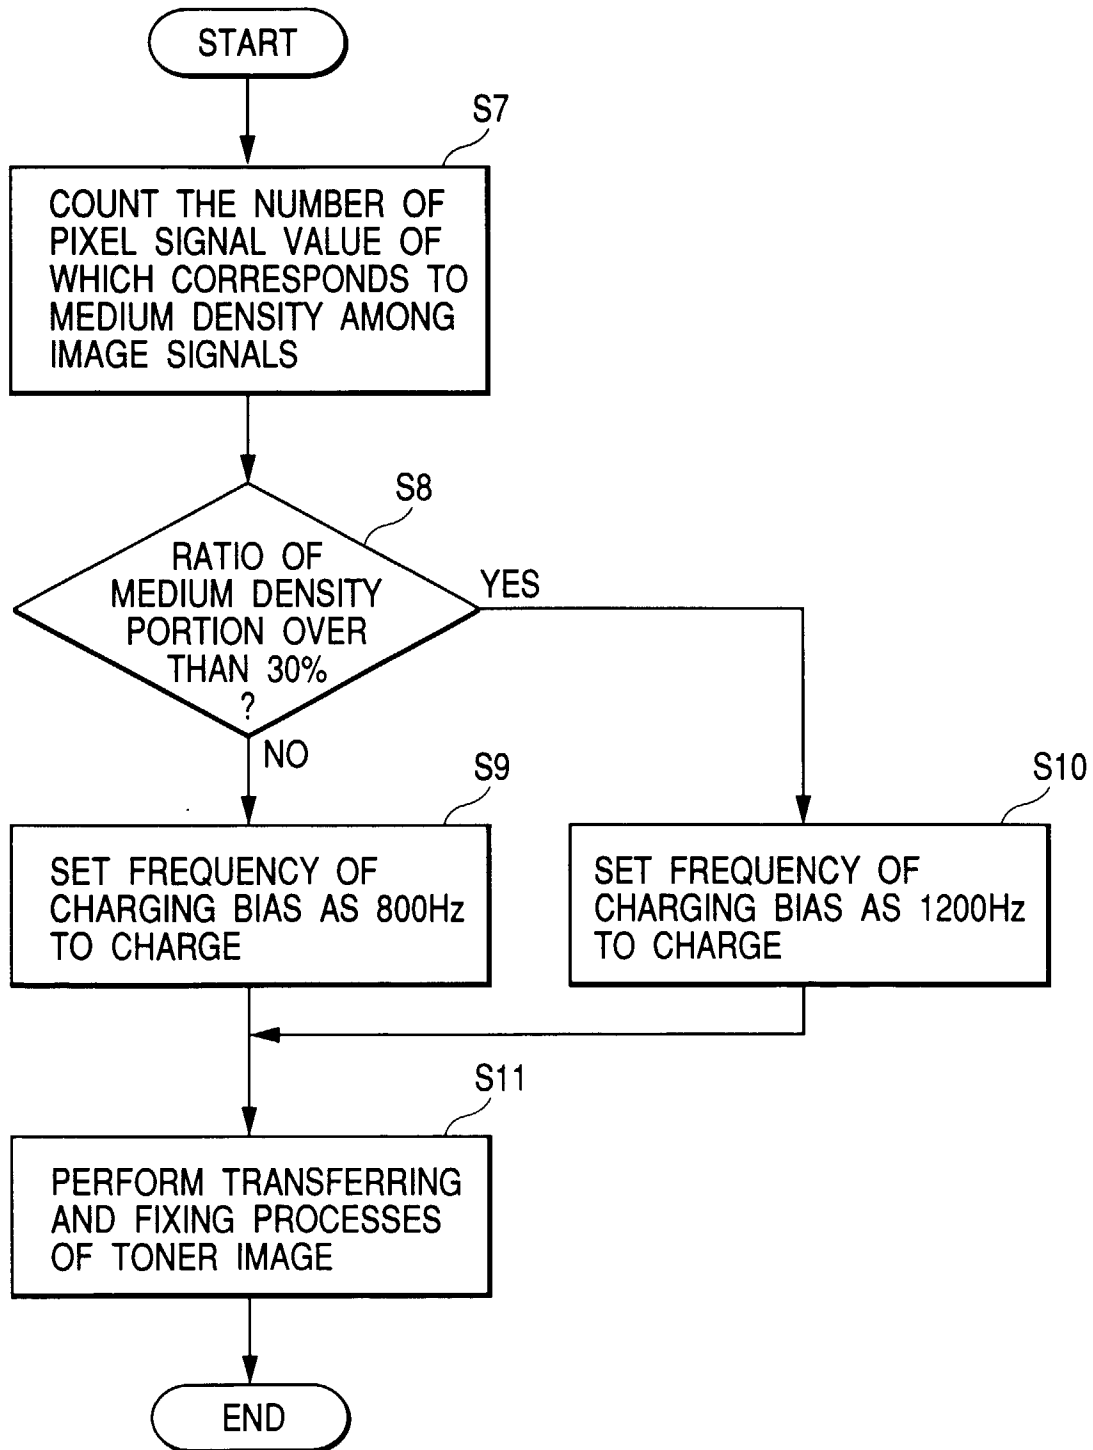 START
S7
COUNT THE NUMBER OF
PIXEL SIGNAL VALUE OF
WHICH CORRESPONDS TO
MEDIUM DENSITY AMONG
IMAGE SIGNALS
S8
RATIO OF
MEDIUM DENSITY
PORTION OVER
THAN 30%
?
YES
NO
S9
SET FREQUENCY OF
CHARGING BIAS AS 800Hz
TO CHARGE
S10
SET FREQUENCY OF
CHARGING BIAS AS 1200Hz
TO CHARGE
S11
PERFORM TRANSFERRING
AND FIXING PROCESSES
OF TONER IMAGE
END